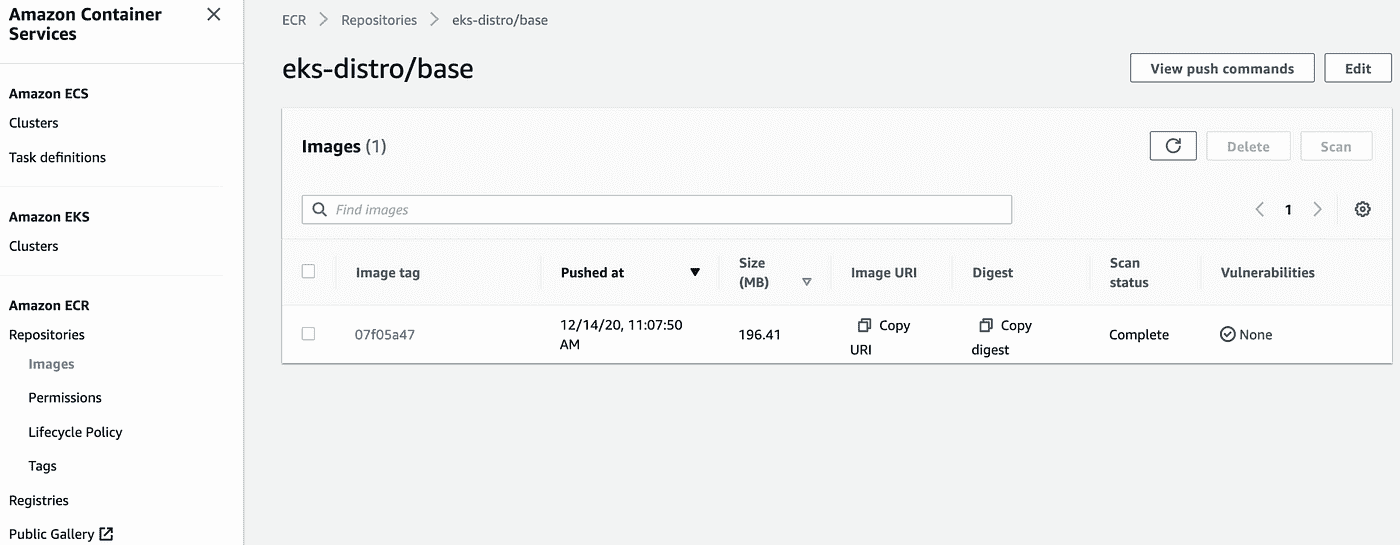 Amazon Container
Services
Amazon ECS
Clusters
Task definitions
Amazon EKS
Clusters
Amazon ECR
Repositories
Images
Permissions
Lifecycle Policy
Tags
Registries
Public Gallery
ECR > Repositories > eks-distro/base
eks-distro/base
View push commands
Edit
Images (1)
Delete
Scan
Find images
1
Image tag
Pushed at
Size
(MB)
Image URI
Digest
Scan
status
Vulnerabilities
07f05a47
12/14/20, 11:07:50
AM
196.41
Copy
URI
Copy
digest
Complete
None